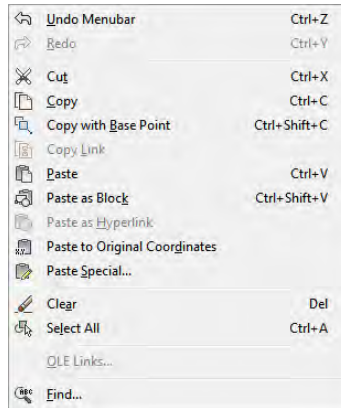 Undo Menubar Ctrl+Z
Redo Ctrl+Y
Cut Ctrl+X
Copy Ctrl+C
Copy with Base Point Ctrl+Shift+C
Copy Link
Paste Ctrl+V
Paste as Block Ctrl+Shift+V
Paste as Hyperlink
Paste to Original Coordinates
Paste Special...
Clear Del
Select All Ctrl+A
OLE Links...
Find...